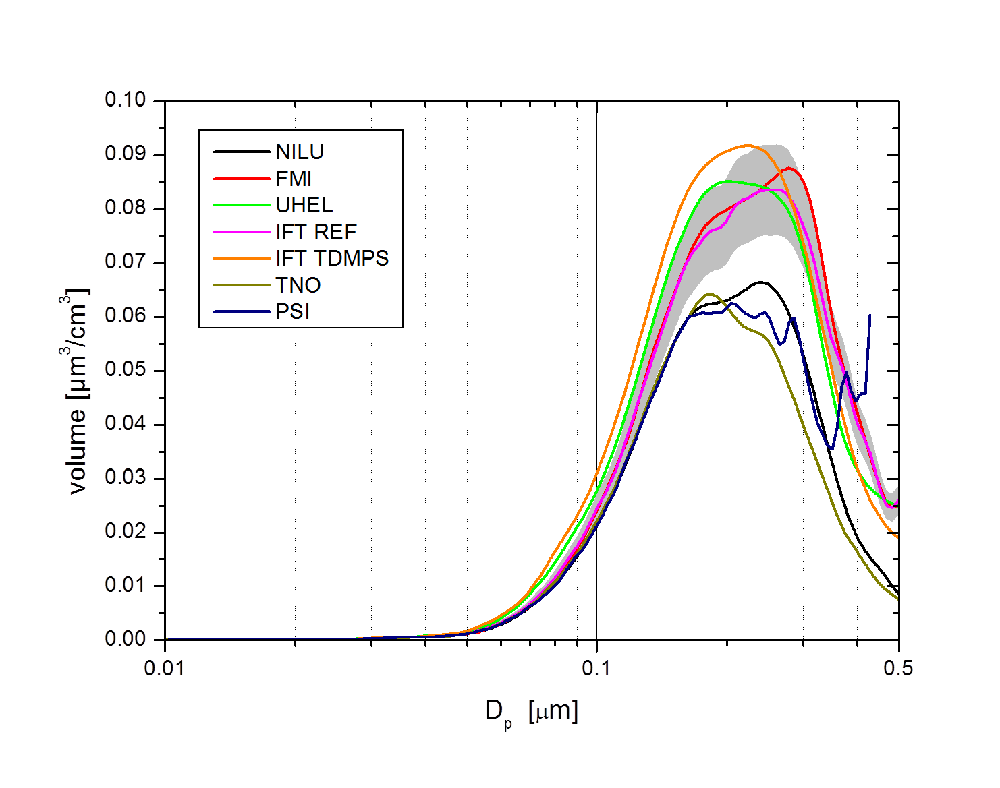 0.10
0.09
0.08
0.07
0.06
0.05
0.04
0.03
0.02
0.01
0.00
volume [µm³/cm³]
NILU
FMI
UHEL
IFT REF
IFT TDMPS
TNO
PSI
0.01 0.1 0.5
Dₚ [µm]